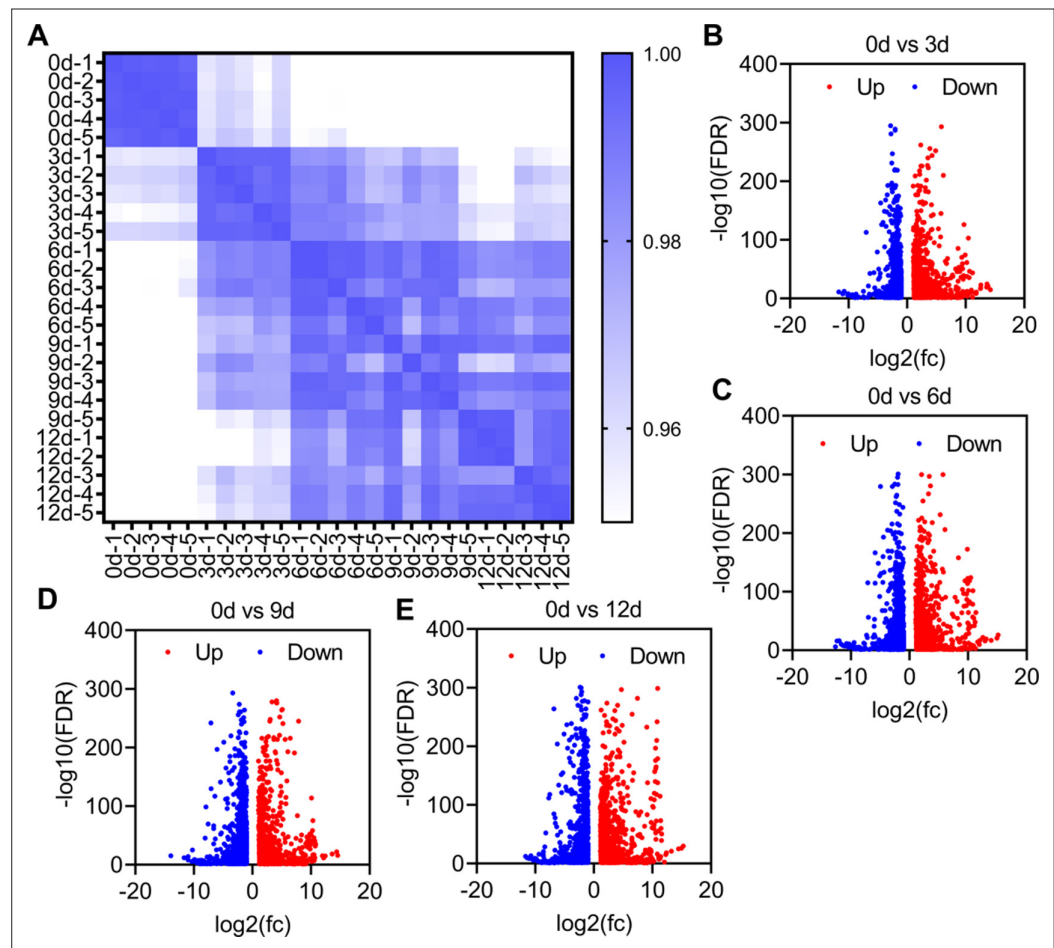 A
0d-1
0d-2
0d-3
0d-4
0d-5
3d-1
3d-2
3d-3
3d-4
3d-5
6d-1
6d-2
6d-3
6d-4
6d-5
9d-1
9d-2
9d-3
9d-4
9d-5
12d-1
12d-2
12d-3
12d-4
12d-5
0d-1 0d-2 0d-3 0d-4 0d-5 3d-1 3d-2 3d-3 3d-4 3d-5 6d-1 6d-2 6d-3 6d-4 6d-5 9d-1 9d-2 9d-3 9d-4 9d-5 12d-1 12d-2 12d-3 12d-4 12d-5
1.00
0.98
0.96
B
0d vs 3d
Up Down
-log10(FDR)
400
300
200
100
0
-20 -10 0 10 20
log2(fc)
C
0d vs 6d
Up Down
-log10(FDR)
400
300
200
100
0
-20 -10 0 10 20
log2(fc)
D
0d vs 9d
Up Down
-log10(FDR)
400
300
200
100
0
-20 -10 0 10 20
log2(fc)
E
0d vs 12d
Up Down
-log10(FDR)
400
300
200
100
0
-20 -10 0 10 20
log2(fc)